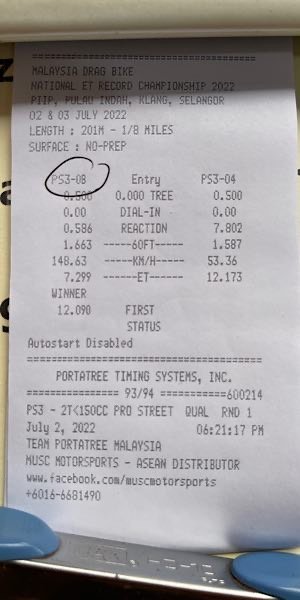 MALAYSIA DRAG BIKE
NATIONAL ET RECORD CHAMPIONSHIP 2022
PIIP, PULAU INDAH, KLANG, SELANGOR
02 & 03 JULY 2022
LENGTH : 201M - 1/8 MILES
SURFACE : NO-PREP
PS3-08 Entry PS3-04
0.500 0.000 TREE 0.500
0.00 DIAL-IN 0.00
0.586 REACTION 7.802
1.663 -----60FT----- 1.587
148.63 -----KM/H----- 53.36
7.299 ------ET------ 12.173
WINNER
12.090 FIRST
STATUS
Autostart Disabled
PORTATREE TIMING SYSTEMS, INC.
============== 93/94 ==========600214
PS3 - 2T<150CC PRO STREET QUAL RND 1
July 2, 2022 06:21:17 PM
TEAM PORTATREE MALAYSIA
MUSC MOTORSPORTS - ASEAN DISTRIBUTOR
www.facebook.com/muscmotorsports
+6016-6681490